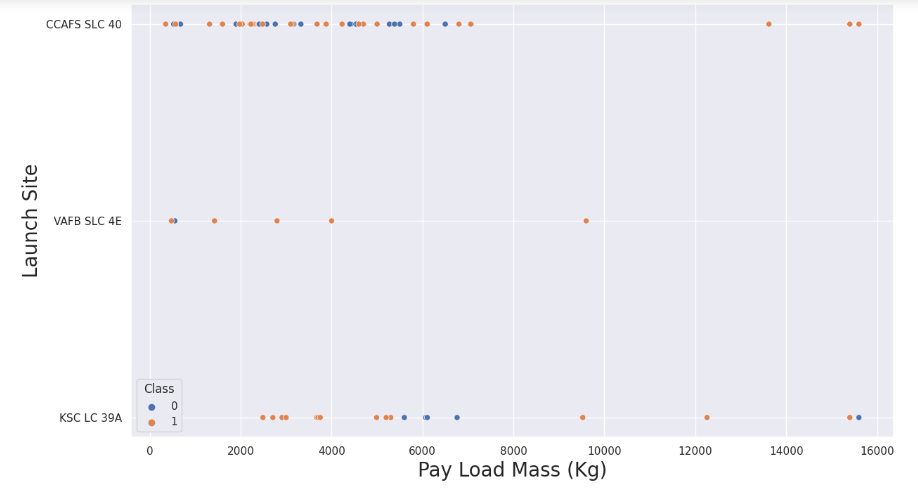 CCAFS SLC 40
VAFB SLC 4E
KSC LC 39A
Launch Site
Class
0
1
0 2000 4000 6000 8000 10000 12000 14000 16000
Pay Load Mass (Kg)